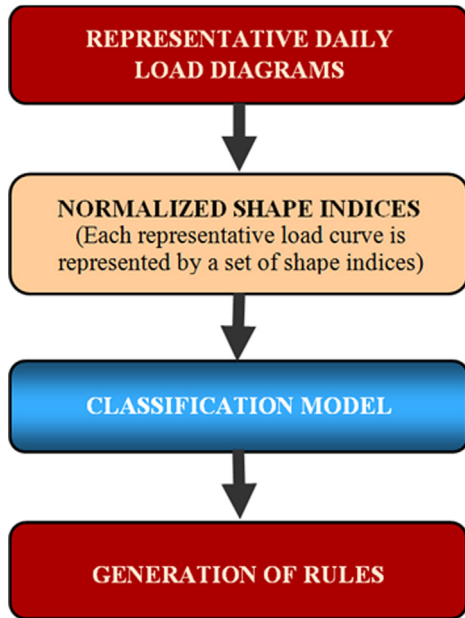 REPRESENTATIVE DAILY
LOAD DIAGRAMS
NORMALIZED SHAPE INDICES
(Each representative load curve is
represented by a set of shape indices)
CLASSIFICATION MODEL
GENERATION OF RULES